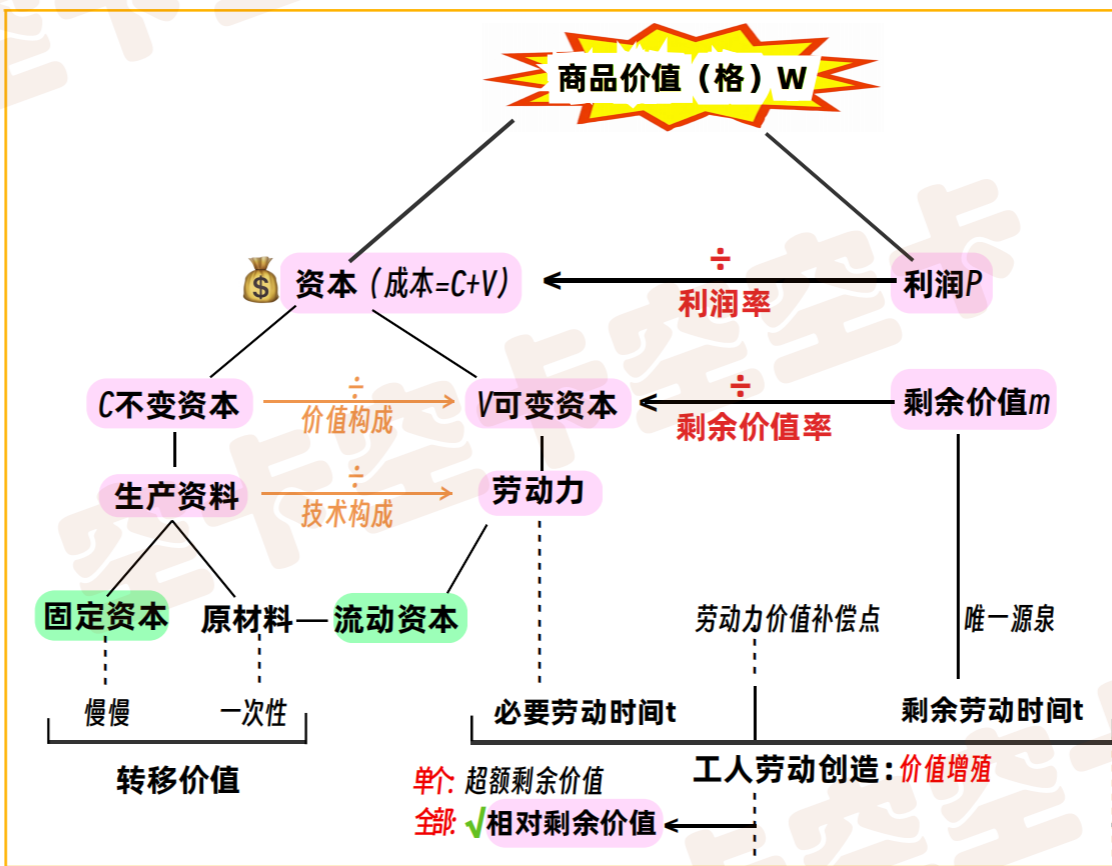 商品价值（格）W
资本（成本=C+V）
÷
利润率
利润P
C不变资本
÷
价值构成
V可变资本
÷
剩余价值率
剩余价值m
生产资料
÷
技术构成
劳动力
固定资本
原材料
流动资本
劳动力价值补偿点
唯一源泉
慢慢
一次性
必要劳动时间t
剩余劳动时间t
转移价值
工人劳动创造：价值增殖
单个：超额剩余价值
全部：√相对剩余价值
空卡空卡空卡